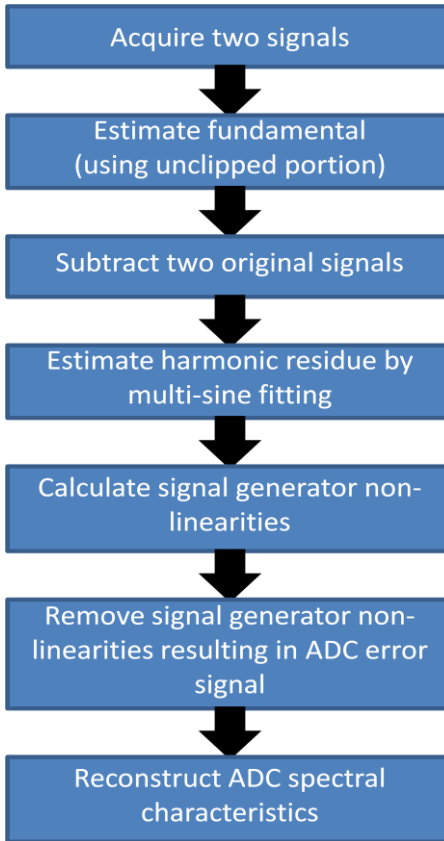 Acquire two signals
Estimate fundamental
(using unclipped portion)
Subtract two original signals
Estimate harmonic residue by
multi-sine fitting
Calculate signal generator non-
linearities
Remove signal generator non-
linearities resulting in ADC error
signal
Reconstruct ADC spectral
characteristics